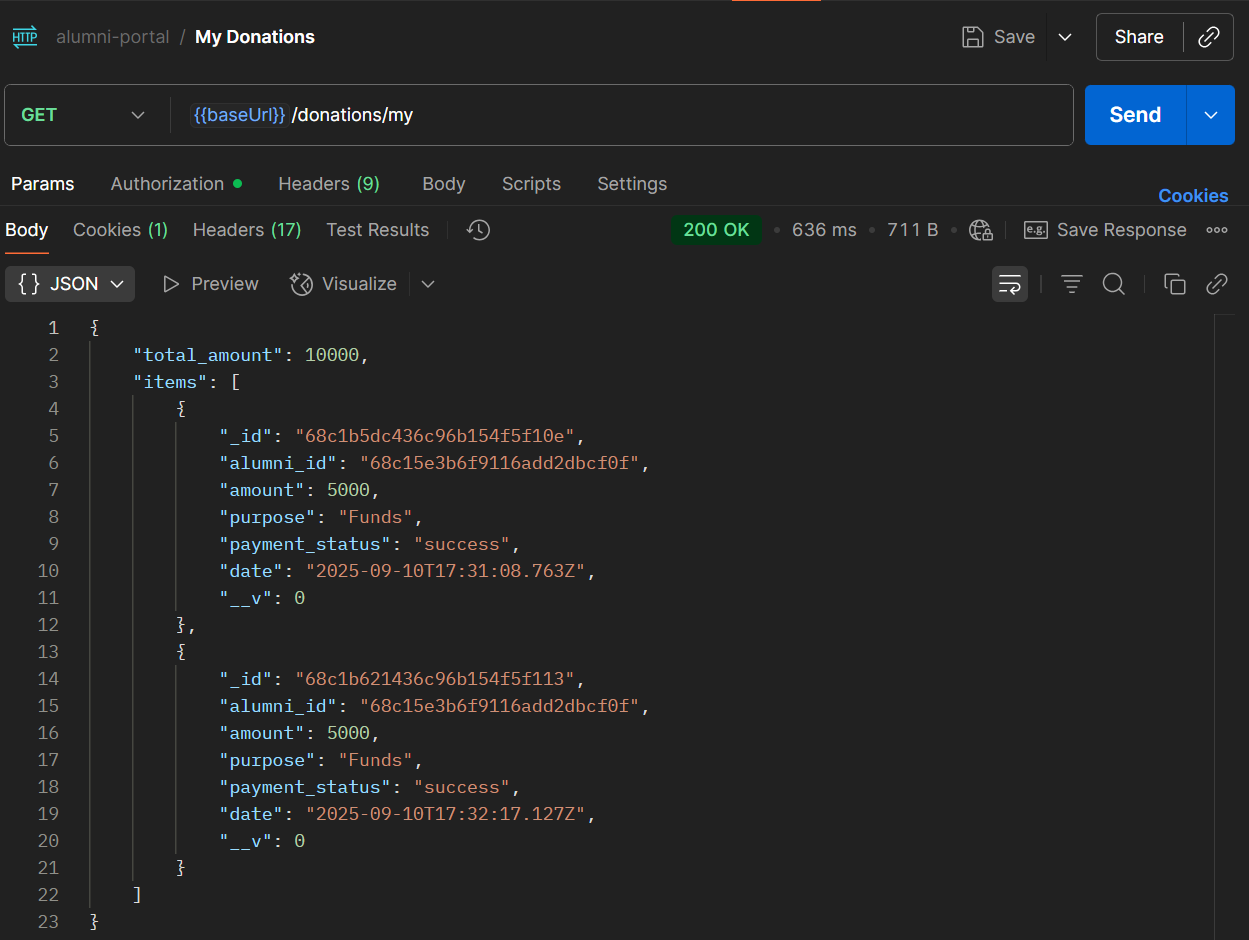 HTTP alumni-portal / My Donations Save Share
GET {{baseUrl}}/donations/my Send
Params Authorization Headers (9) Body Scripts Settings
Cookies
Body Cookies (1) Headers (17) Test Results 200 OK • 636 ms • 711 B • e.g. Save Response
{} JSON Preview Visualize
1 {
2 "total_amount": 10000,
3 "items": [
4 {
5 "_id": "68c1b5dc436c96b154f5f10e",
6 "alumni_id": "68c15e3b6f9116add2dbcf0f",
7 "amount": 5000,
8 "purpose": "Funds",
9 "payment_status": "success",
10 "date": "2025-09-10T17:31:08.763Z",
11 "__v": 0
12 },
13 {
14 "_id": "68c1b621436c96b154f5f113",
15 "alumni_id": "68c15e3b6f9116add2dbcf0f",
16 "amount": 5000,
17 "purpose": "Funds",
18 "payment_status": "success",
19 "date": "2025-09-10T17:32:17.127Z",
20 "__v": 0
21 }
22 ]
23 }